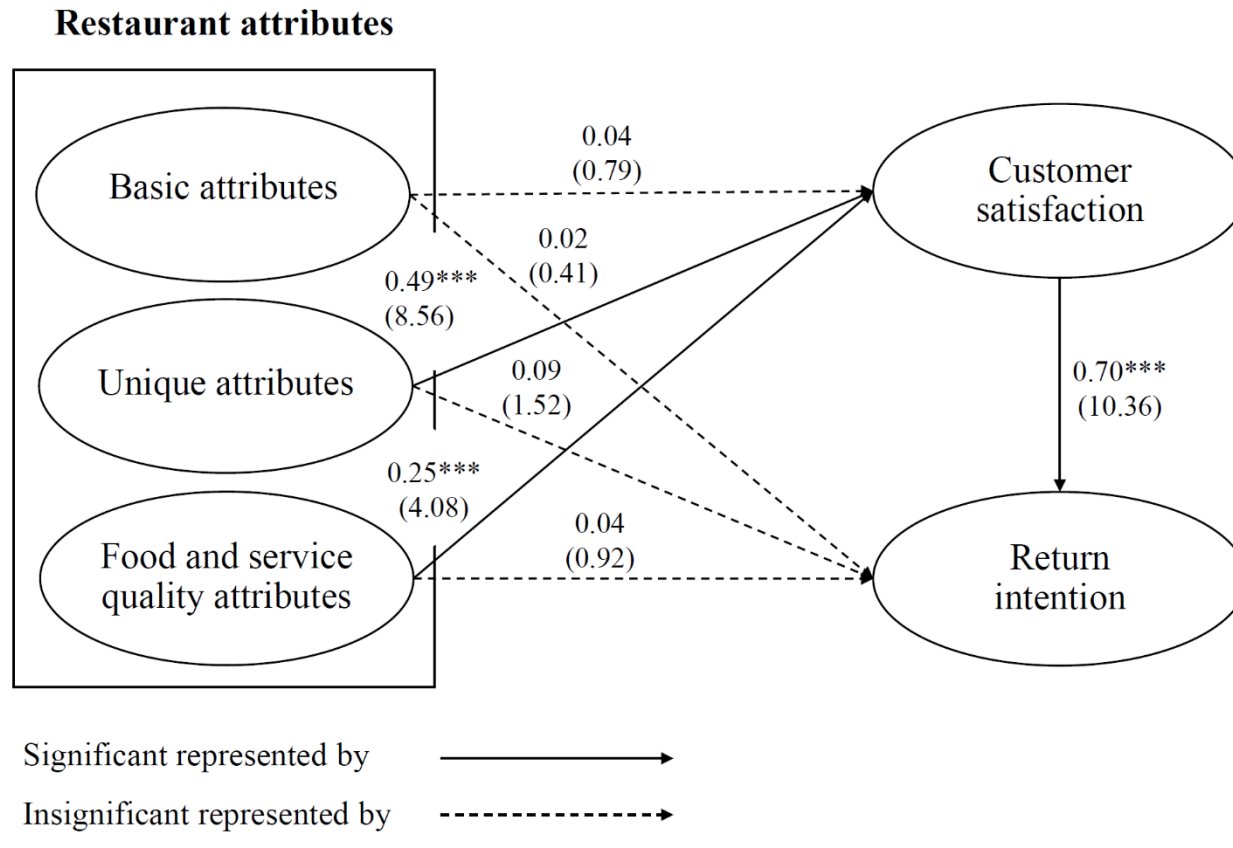 Restaurant attributes
Basic attributes
0.04
(0.79)
Customer
satisfaction
0.02
(0.41)
0.49***
(8.56)
Unique attributes
0.09
(1.52)
0.70***
(10.36)
0.25***
(4.08)
Food and service
quality attributes
0.04
(0.92)
Return
intention
Significant represented by
Insignificant represented by